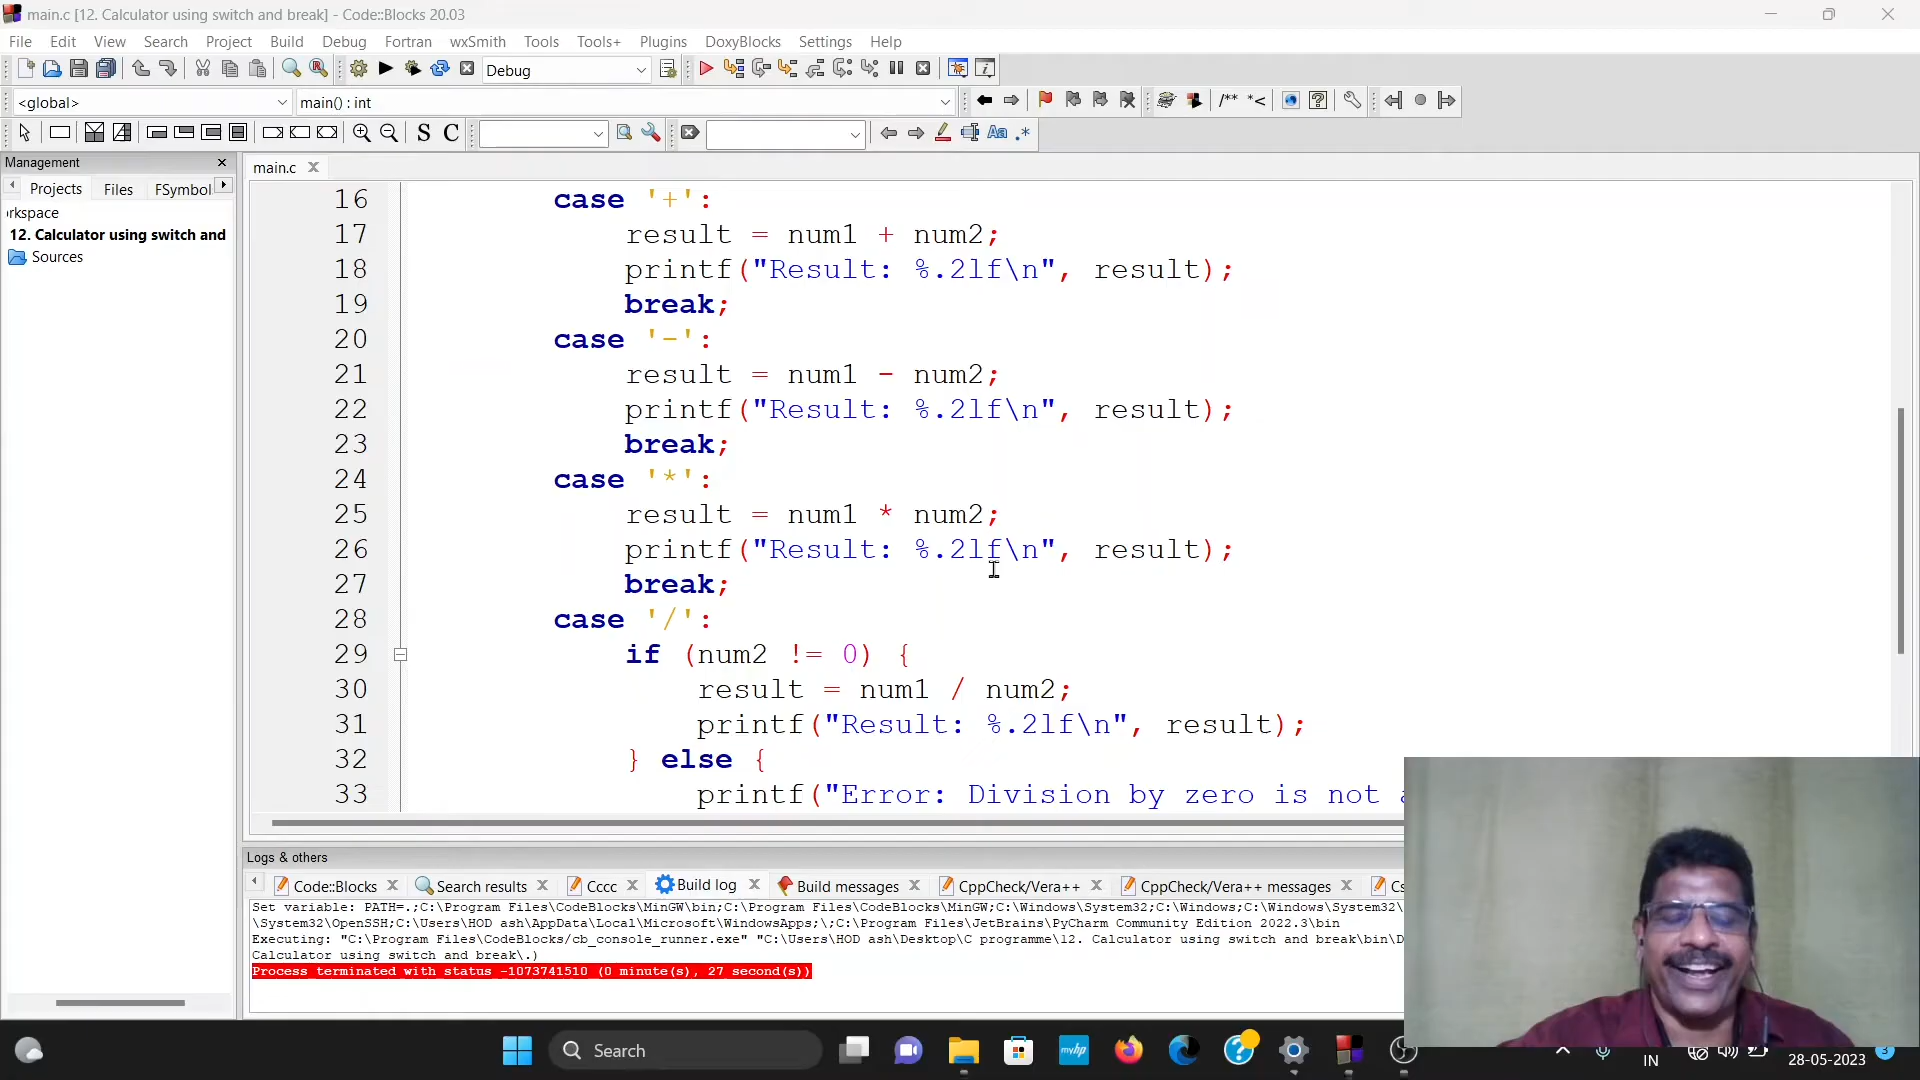 main.c [12. Calculator using switch and break] - Code::Blocks 20.03
File Edit View Search Project Build Debug Fortran wxSmith Tools Tools+ Plugins DoxyBlocks Settings Help
Debug
<global> main() : int /** *<
S C Aa .*
Management
main.c
Projects Files FSymbol
rkspace
12. Calculator using switch and
Sources
16 case '+':
17 result = num1 + num2;
18 printf("Result: %.2lf\n", result);
19 break;
20 case '-':
21 result = num1 - num2;
22 printf("Result: %.2lf\n", result);
23 break;
24 case '*':
25 result = num1 * num2;
26 printf("Result: %.2lf\n", result);
27 break;
28 case '/':
29 if (num2 != 0) {
30 result = num1 / num2;
31 printf("Result: %.2lf\n", result);
32 } else {
33 printf("Error: Division by zero is not
Logs & others
Code::Blocks Search results Cccc Build log Build messages CppCheck/Vera++ CppCheck/Vera++ messages Cs
Set variable: PATH=.;C:\Program Files\CodeBlocks\MinGW\bin;C:\Program Files\CodeBlocks\MinGW;C:\Windows\System32;C:\Windows;C:\Windows\System32\
\System32\OpenSSH;C:\Users\HOD ash\AppData\Local\Microsoft\WindowsApps;\;C:\Program Files\JetBrains\PyCharm Community Edition 2022.3\bin
Executing: "C:\Program Files\CodeBlocks/cb_console_runner.exe" "C:\Users\HOD ash\Desktop\C programme\12. Calculator using switch and break\bin\D
Calculator using switch and break\.)
Process terminated with status -1073741510 (0 minute(s), 27 second(s))
Search
myhp
IN
28-05-2023
3